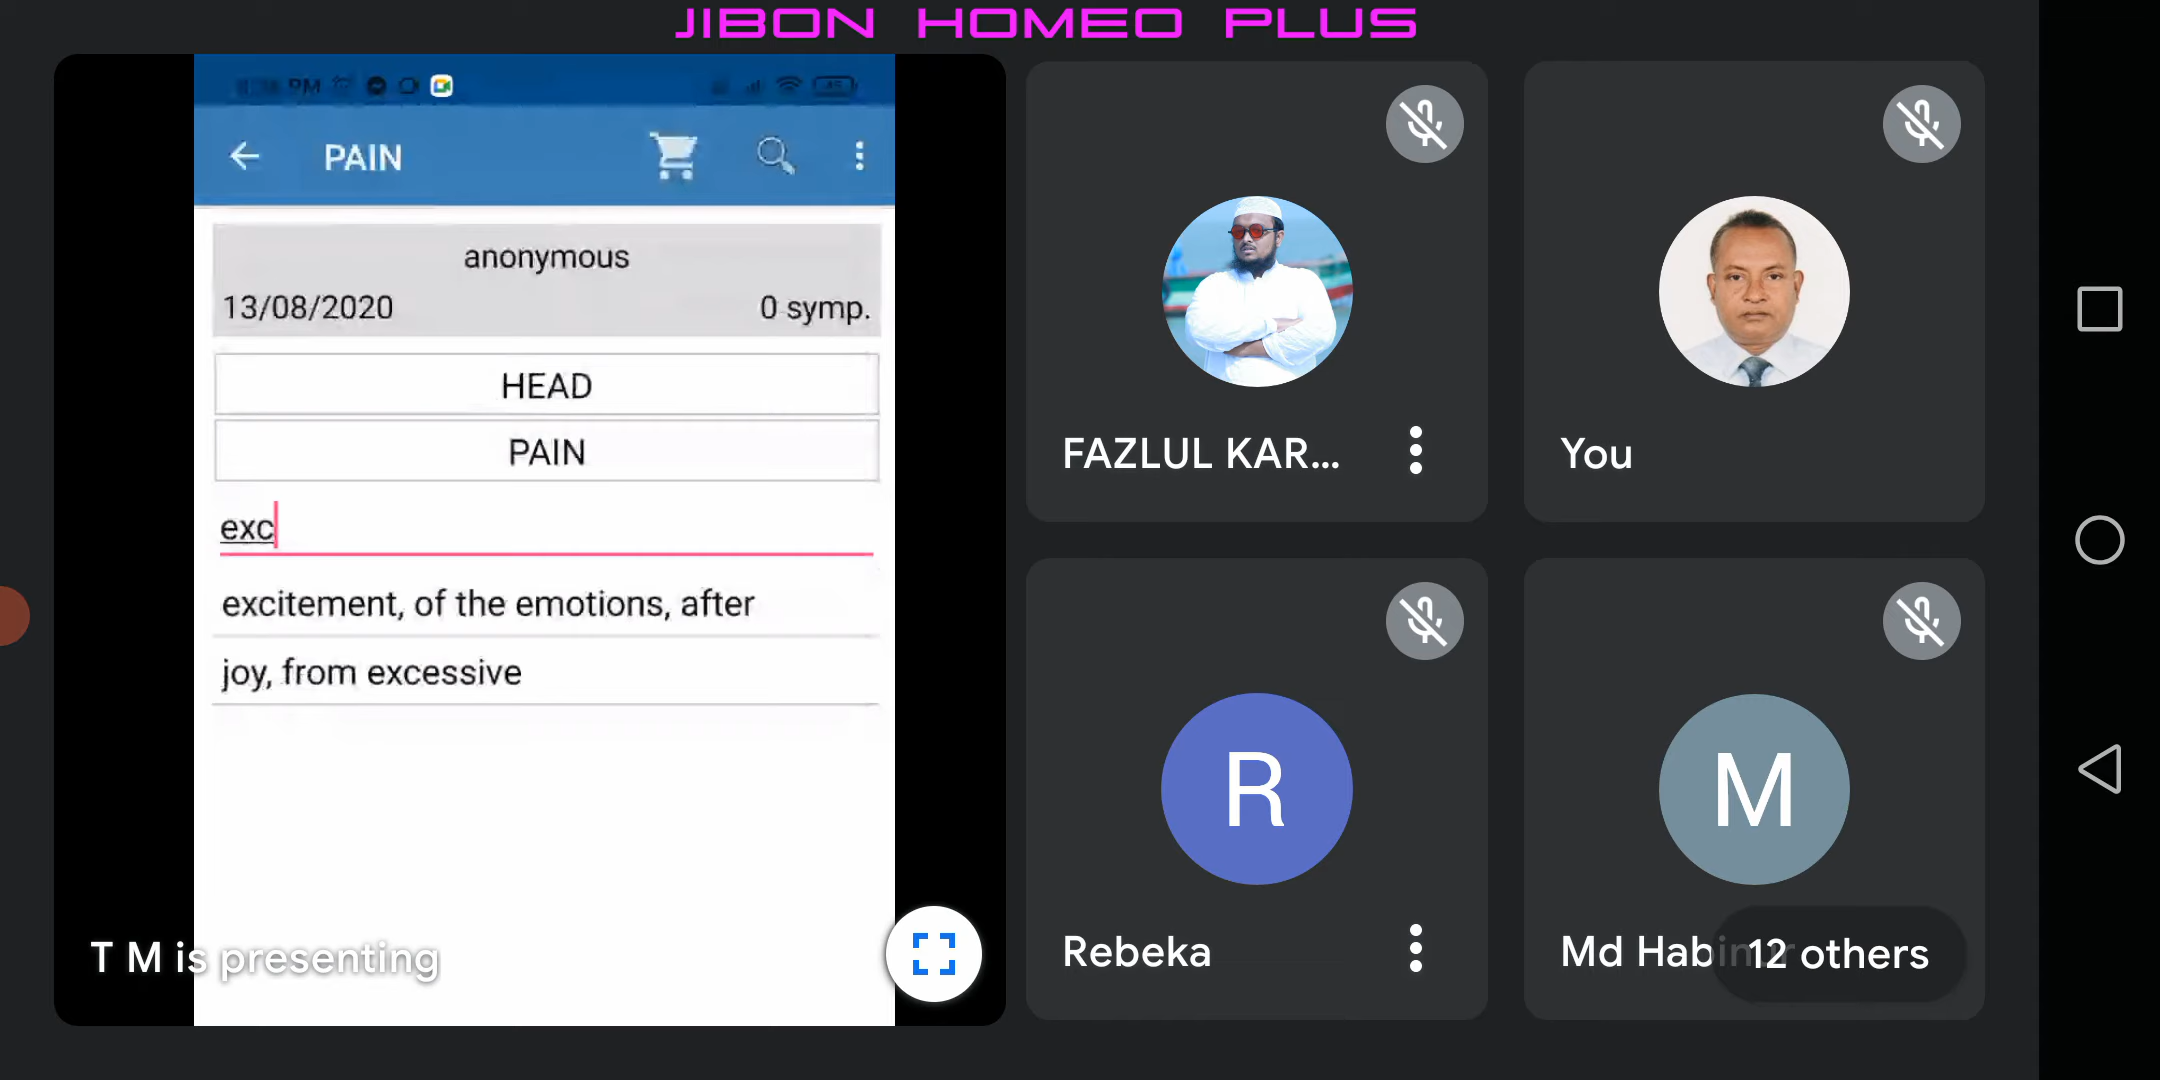 JIBON HOMEO PLUS
PM
PAIN
anonymous
13/08/2020 0 symp.
HEAD
PAIN
exc
excitement, of the emotions, after
joy, from excessive
T M is presenting
FAZLUL KAR...
You
R
Rebeka
M
Md Hab
12 others